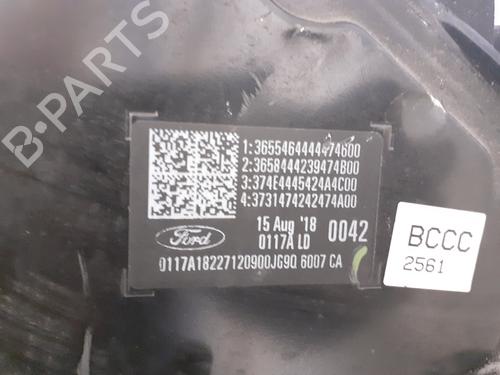 1:3655464444474600
2:3658444239474B00
3:374E4445424A4C00
4:3731474242474A00
15 Aug '18 0042
Ford
0117A LD
0117A18227120900JG9Q 6007 CA
BCCC
2561
B-PARTS